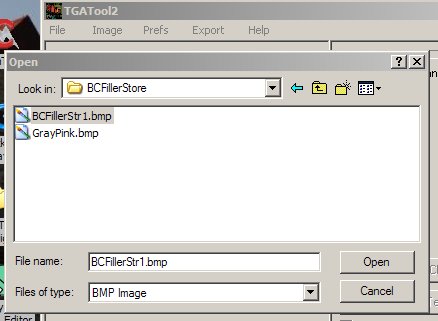 TGATool2
File Image Prefs Export Help
Open
Look in: BCFillerStore
BCFillerStr1.bmp
GrayPink.bmp
File name: BCFillerStr1.bmp Open
Files of type: BMP Image Cancel
Editor